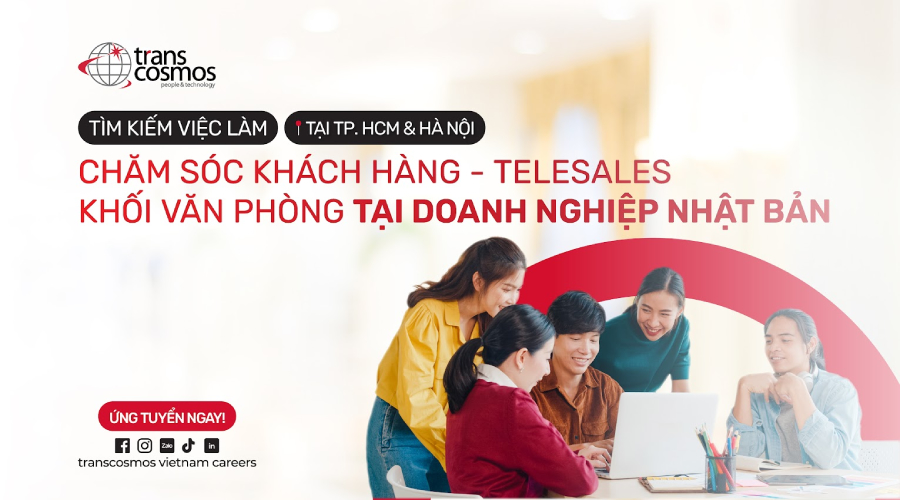 trans
cosmos
people & technology
TÌM KIẾM VIỆC LÀM
TẠI TP. HCM & HÀ NỘI
CHĂM SÓC KHÁCH HÀNG - TELESALES
KHỐI VĂN PHÒNG TẠI DOANH NGHIỆP NHẬT BẢN
ỨNG TUYỂN NGAY!
Zalo
in
transcosmos vietnam careers